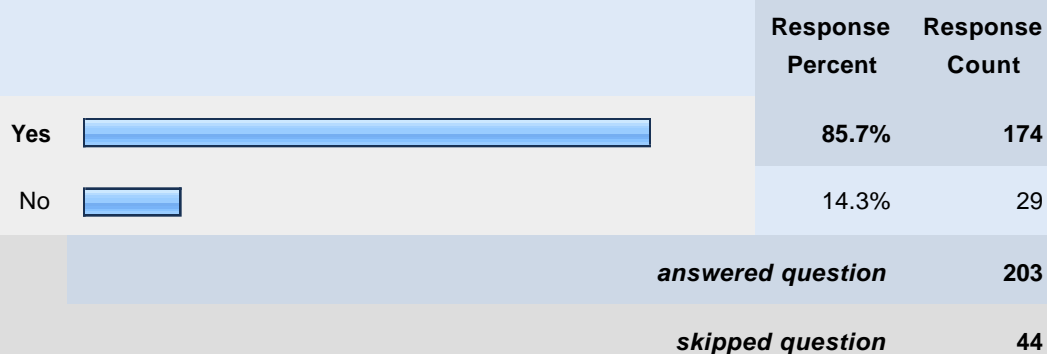 Response Response
Percent Count
Yes 85.7% 174
No 14.3% 29
answered question 203
skipped question 44